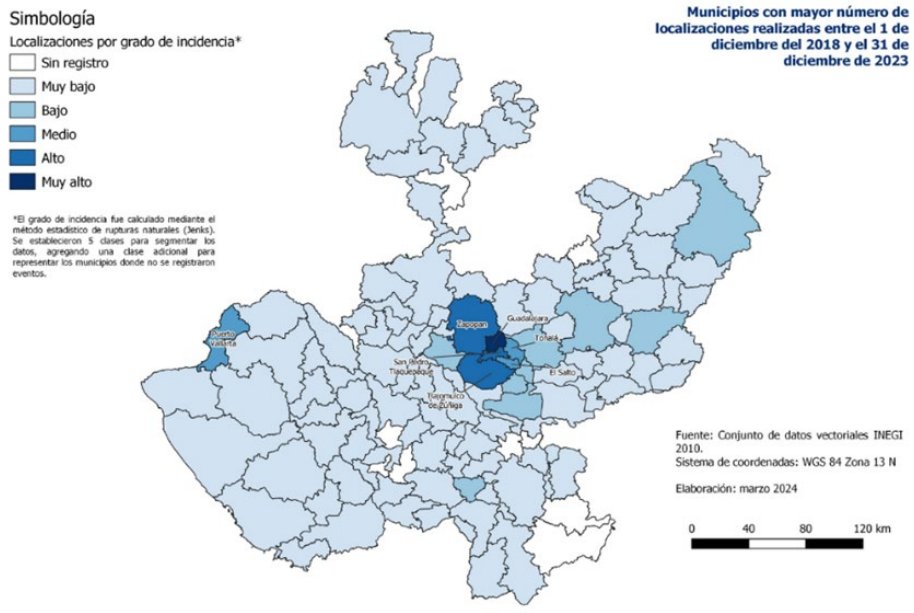 Simbología
Localizaciones por grado de incidencia*
Sin registro
Muy bajo
Bajo
Medio
Alto
Muy alto
*El grado de incidencia fue calculado mediante el
método estadístico de rupturas naturales (Jenks).
Se establecieron 5 clases para segmentar los
datos, agregando una clase adicional para
representar los municipios donde no se registraron
eventos.
Municipios con mayor número de
localizaciones realizadas entre el 1 de
diciembre del 2018 y el 31 de
diciembre de 2023
Puerto
Vallarta
Zapopan
Guadalajara
Tonalá
San Pedro
Tlaquepaque
El Salto
Tlajomulco
de Zúñiga
Fuente: Conjunto de datos vectoriales INEGI
2010.
Sistema de coordenadas: WGS 84 Zona 13 N
Elaboración: marzo 2024
0 40 80 120 km